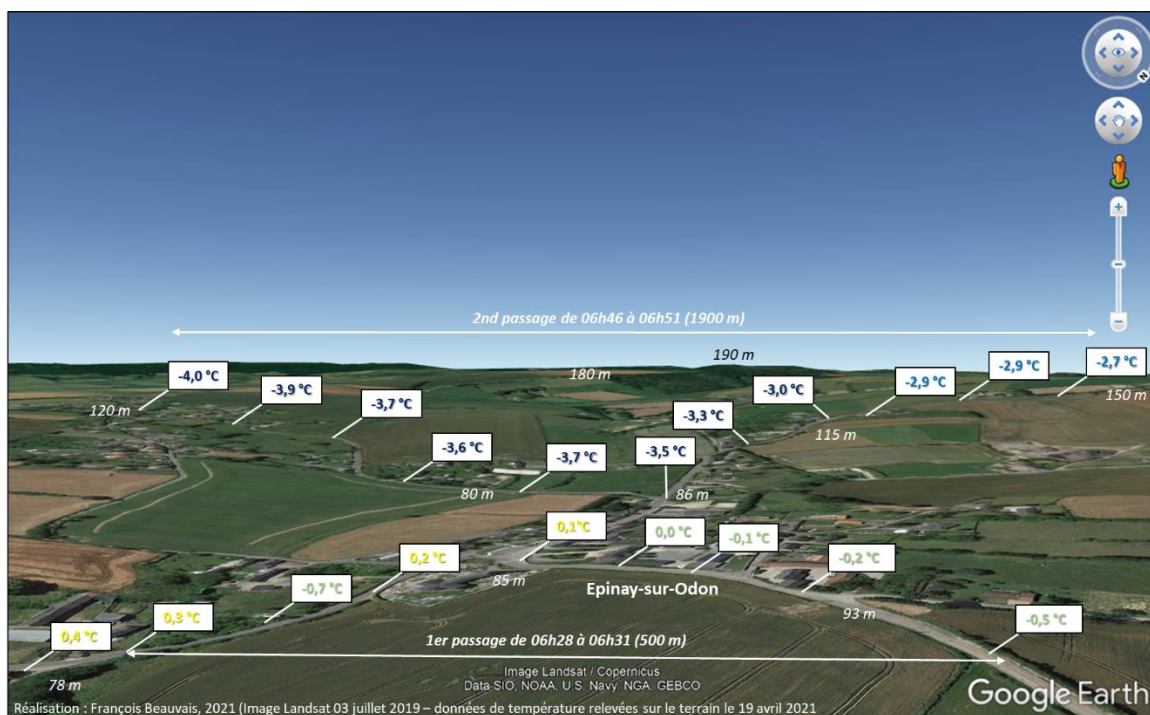 2nd passage de 06h46 à 06h51 (1900 m)
190 m
180 m
-4,0 °C
-3,9 °C
-3,7 °C
-3,0 °C
-2,9 °C
-2,9 °C
-2,7 °C
150 m
120 m
-3,3 °C
115 m
-3,6 °C
-3,7 °C
-3,5 °C
80 m
86 m
0,1°C
0,0 °C
-0,1 °C
0,2 °C
-0,2 °C
85 m
-0,7 °C
Epinay-sur-Odon
93 m
0,4 °C
0,3 °C
-0,5 °C
1er passage de 06h28 à 06h31 (500 m)
78 m
Image Landsat / Copernicus
Data SIO, NOAA, U.S. Navy, NGA, GEBCO
Google Earth
Réalisation : François Beauvais, 2021 (Image Landsat 03 juillet 2019 – données de température relevées sur le terrain le 19 avril 2021
N